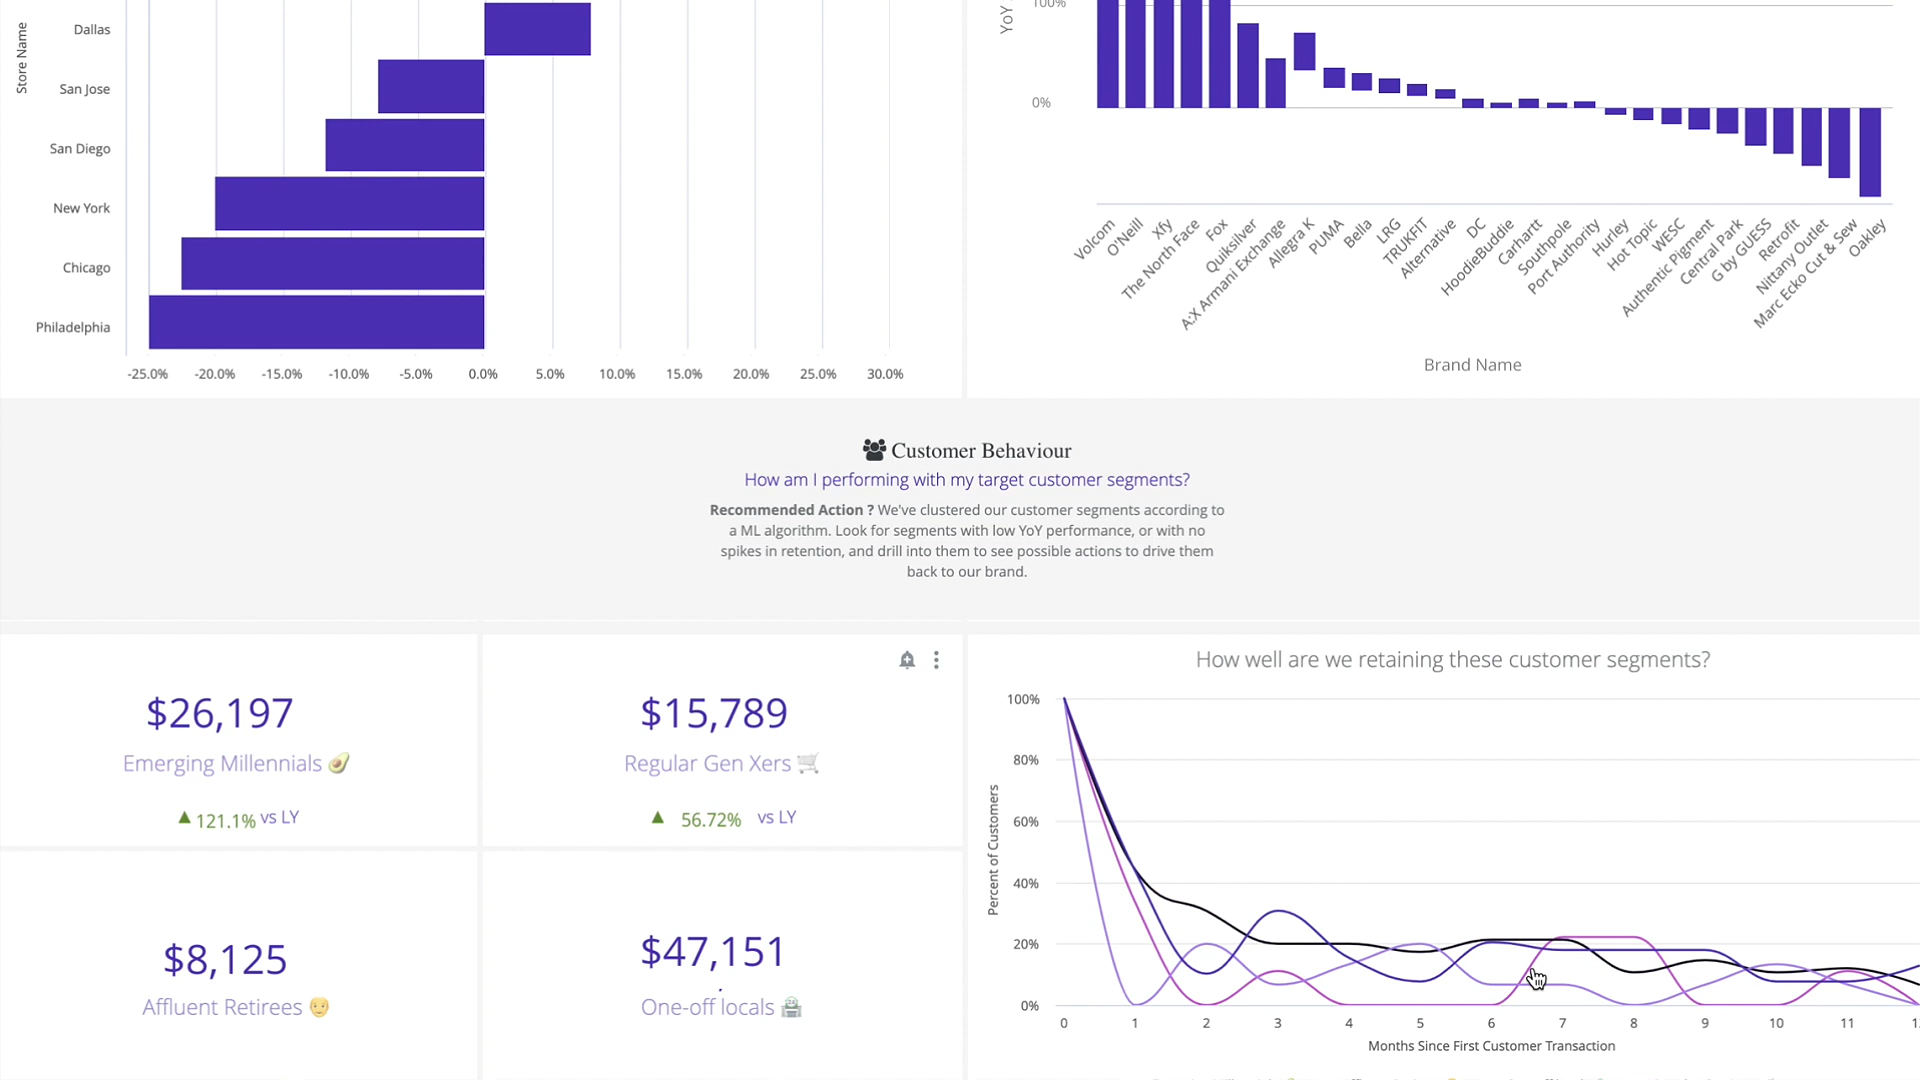 Store Name
Dallas
San Jose
San Diego
New York
Chicago
Philadelphia
-25.0%
-20.0%
-15.0%
-10.0%
-5.0%
0.0%
5.0%
10.0%
15.0%
20.0%
25.0%
30.0%
YoY
100%
0%
Volcom
O'Neill
Xfy
The North Face
Fox
Quiksilver
A:X Armani Exchange
Allegra K
PUMA
Bella
LRG
TRUKFIT
Alternative
DC
HoodieBuddie
Carhartt
Southpole
Port Authority
Hurley
Hot Topic
WESC
Authentic Pigment
Central Park
G by GUESS
Retrofit
Nittany Outlet
Marc Ecko Cut & Sew
Oakley
Brand Name
Customer Behaviour
How am I performing with my target customer segments?
Recommended Action ? We've clustered our customer segments according to
a ML algorithm. Look for segments with low YoY performance, or with no
spikes in retention, and drill into them to see possible actions to drive them
back to our brand.
$26,197
Emerging Millennials
121.1% vs LY
$15,789
Regular Gen Xers
56.72% vs LY
$8,125
Affluent Retirees
$47,151
One-off locals
How well are we retaining these customer segments?
Percent of Customers
100%
80%
60%
40%
20%
0%
0
1
2
3
4
5
6
7
8
9
10
11
Months Since First Customer Transaction